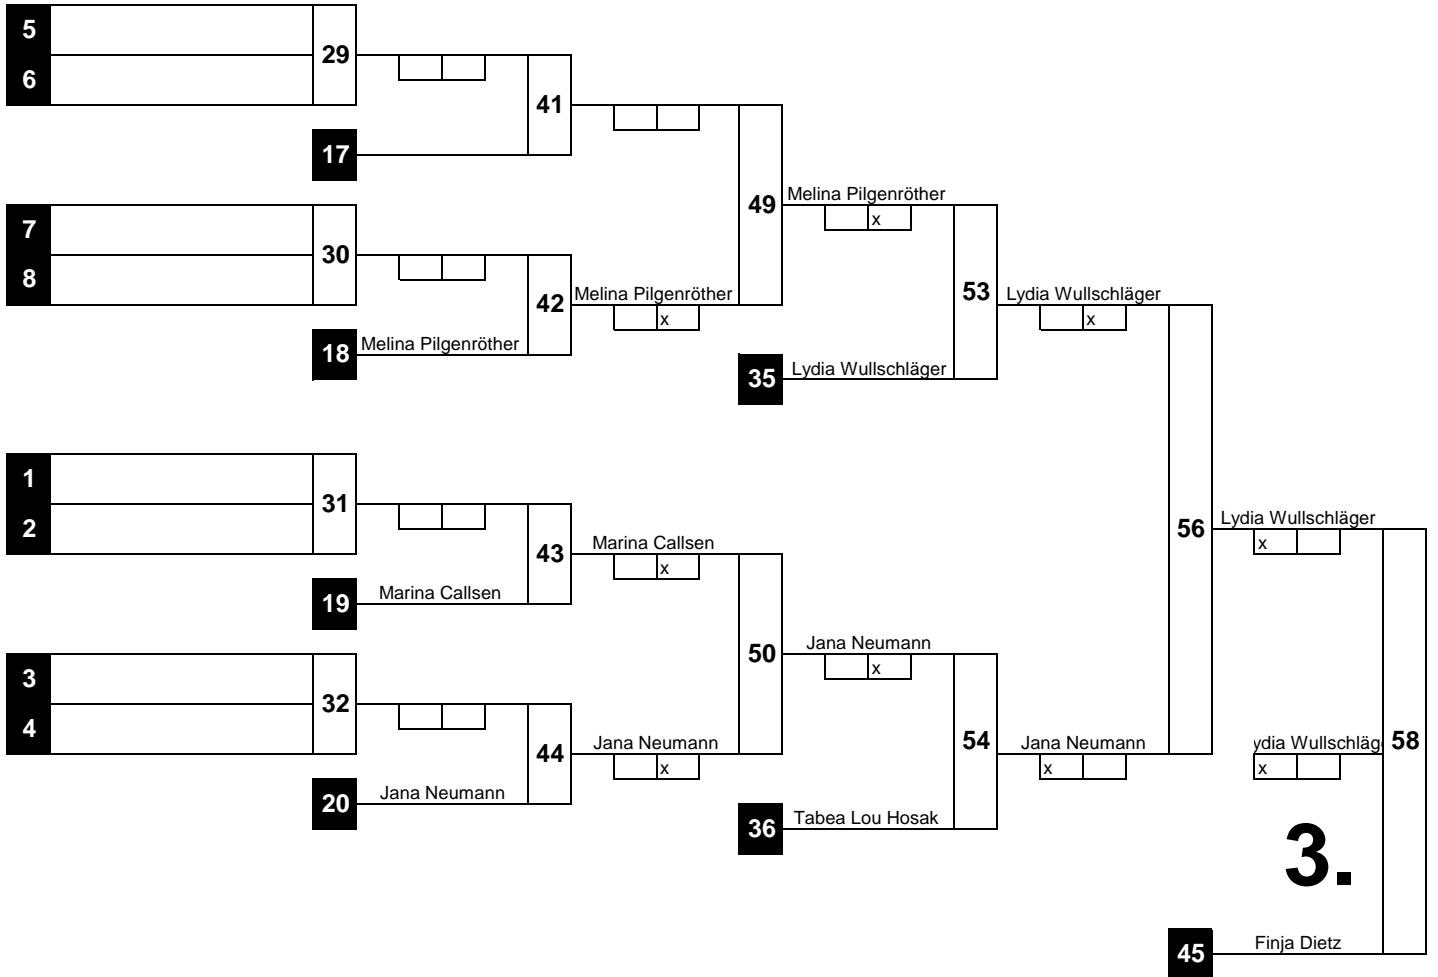 5
29
6
41
17
Melina Pilgenröther
49
x
7
30
8
42
Melina Pilgenröther
x
53
Lydia Wullschläger
x
18
Melina Pilgenröther
35
Lydia Wullschläger
1
31
2
43
Marina Callsen
x
56
Lydia Wullschläger
x
19
Marina Callsen
50
Jana Neumann
x
3
32
4
44
Jana Neumann
x
54
Jana Neumann
x
ydia Wullschläg
58
x
20
Jana Neumann
36
Tabea Lou Hosak
3.
45
Finja Dietz